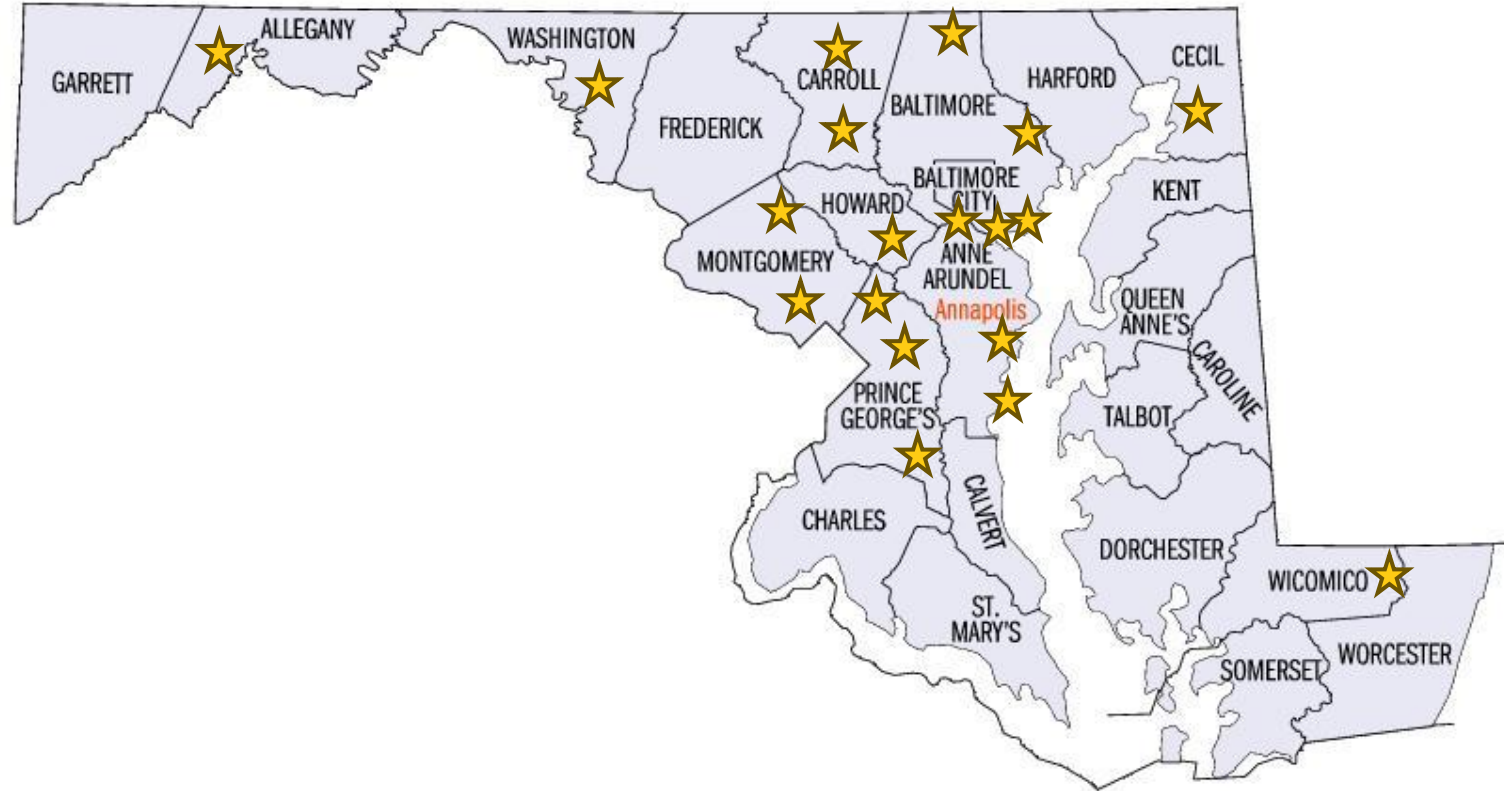 GARRETT
ALLEGANY
WASHINGTON
FREDERICK
CARROLL
BALTIMORE
HARFORD
CECIL
BALTIMORE
CITY
KENT
HOWARD
MONTGOMERY
ANNE
ARUNDEL
Annapolis
QUEEN
ANNE'S
CAROLINE
PRINCE
GEORGE'S
TALBOT
CALVERT
CHARLES
DORCHESTER
WICOMICO
ST.
MARY'S
SOMERSET
WORCESTER